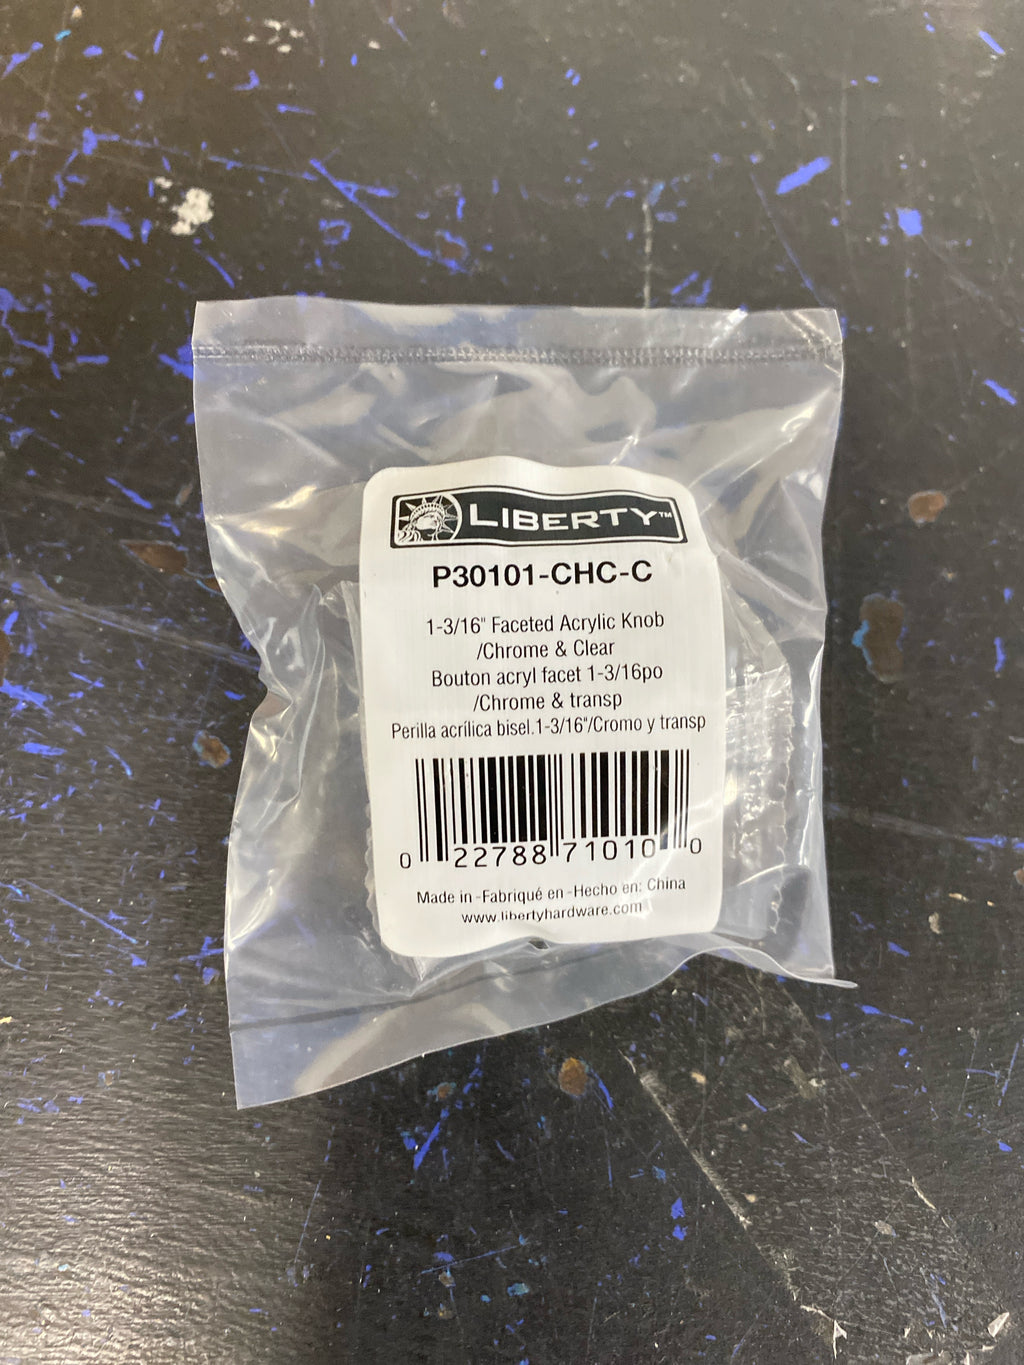 LIBERTY™
P30101-CHC-C
1-3/16" Faceted Acrylic Knob
/Chrome & Clear
Bouton acryl facet 1-3/16po
/Chrome & transp
Perilla acrílica bisel.1-3/16"/Cromo y transp
0 22788 71010 0
Made in -Fabriqué en -Hecho en: China
www.libertyhardware.com